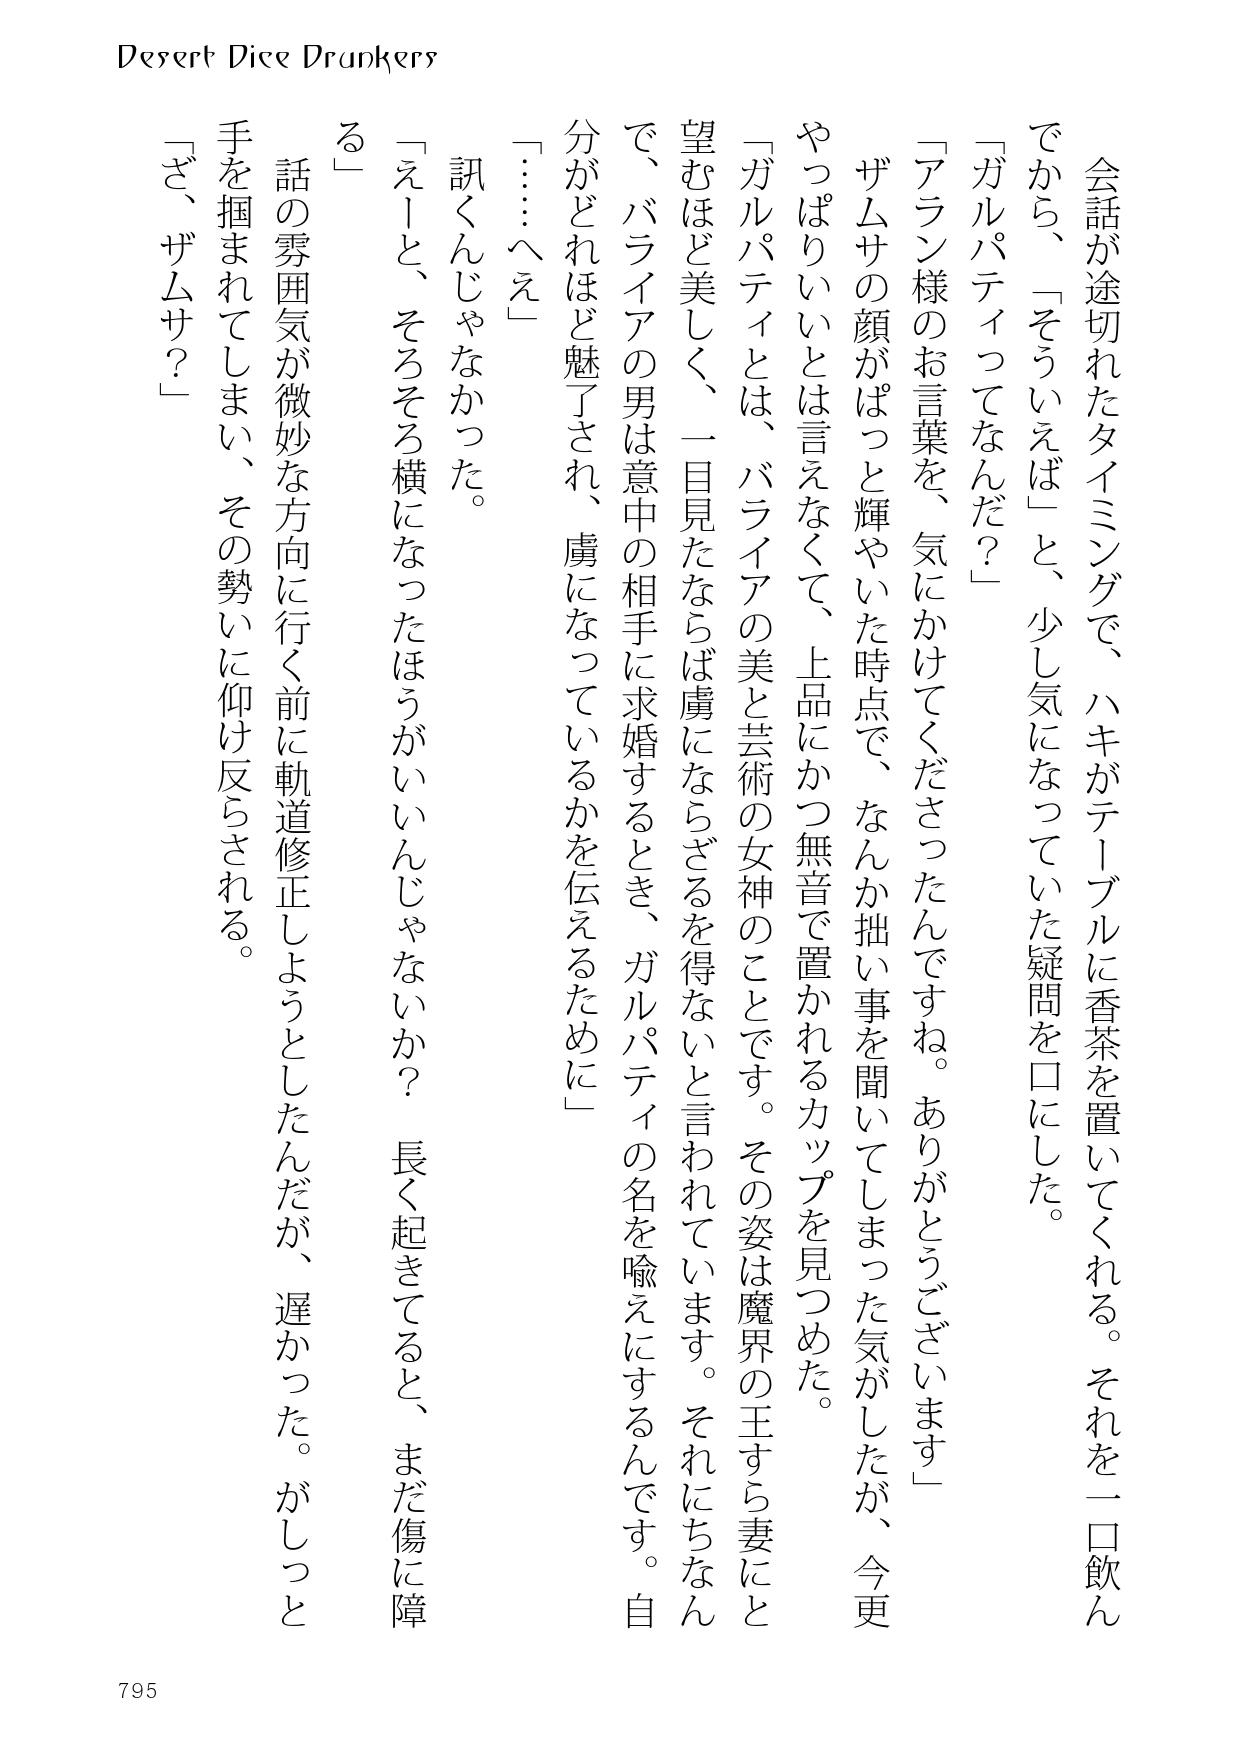 Desert Dice Drunkers
　会話が途切れたタイミングで、ハキがテーブルに香茶を置いてくれる。それを一口飲ん
でから、「そういえば」と、少し気になっていた疑問を口にした。
「ガルパティってなんだ？」
「アラン様のお言葉を、気にかけてくださったんですね。ありがとうございます」
　ザムサの顔がぱっと輝やいた時点で、なんか拙い事を聞いてしまった気がしたが、今更
やっぱりいいとは言えなくて、上品にかつ無音で置かれるカップを見つめた。
「ガルパティとは、バライアの美と芸術の女神のことです。その姿は魔界の王すら妻にと
望むほど美しく、一目見たならば虜にならざるを得ないと言われています。それにちなん
で、バライアの男は意中の相手に求婚するとき、ガルパティの名を喩えにするんです。自
分がどれほど魅了され、虜になっているかを伝えるために」
「……へえ」
　訊くんじゃなかった。
「えーと、そろそろ横になったほうがいいんじゃないか？　長く起きてると、まだ傷に障
る」
　話の雰囲気が微妙な方向に行く前に軌道修正しようとしたんだが、遅かった。がしっと
手を掴まれてしまい、その勢いに仰け反らされる。
「ざ、ザムサ？」
795